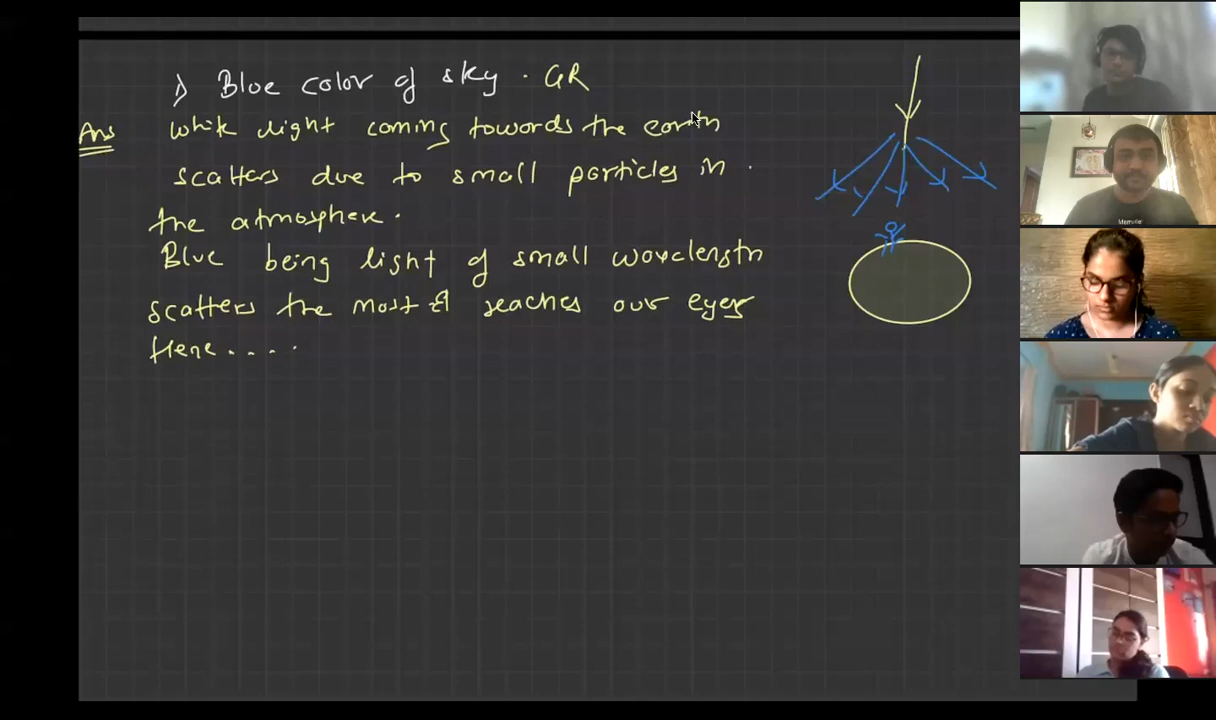 1) Blue color of sky. GR
Ans White light coming towards the earth
scatters due to small particles in
the atmosphere.
Blue being light of small wavelength
scatters the most & reaches our eyes
Hence....